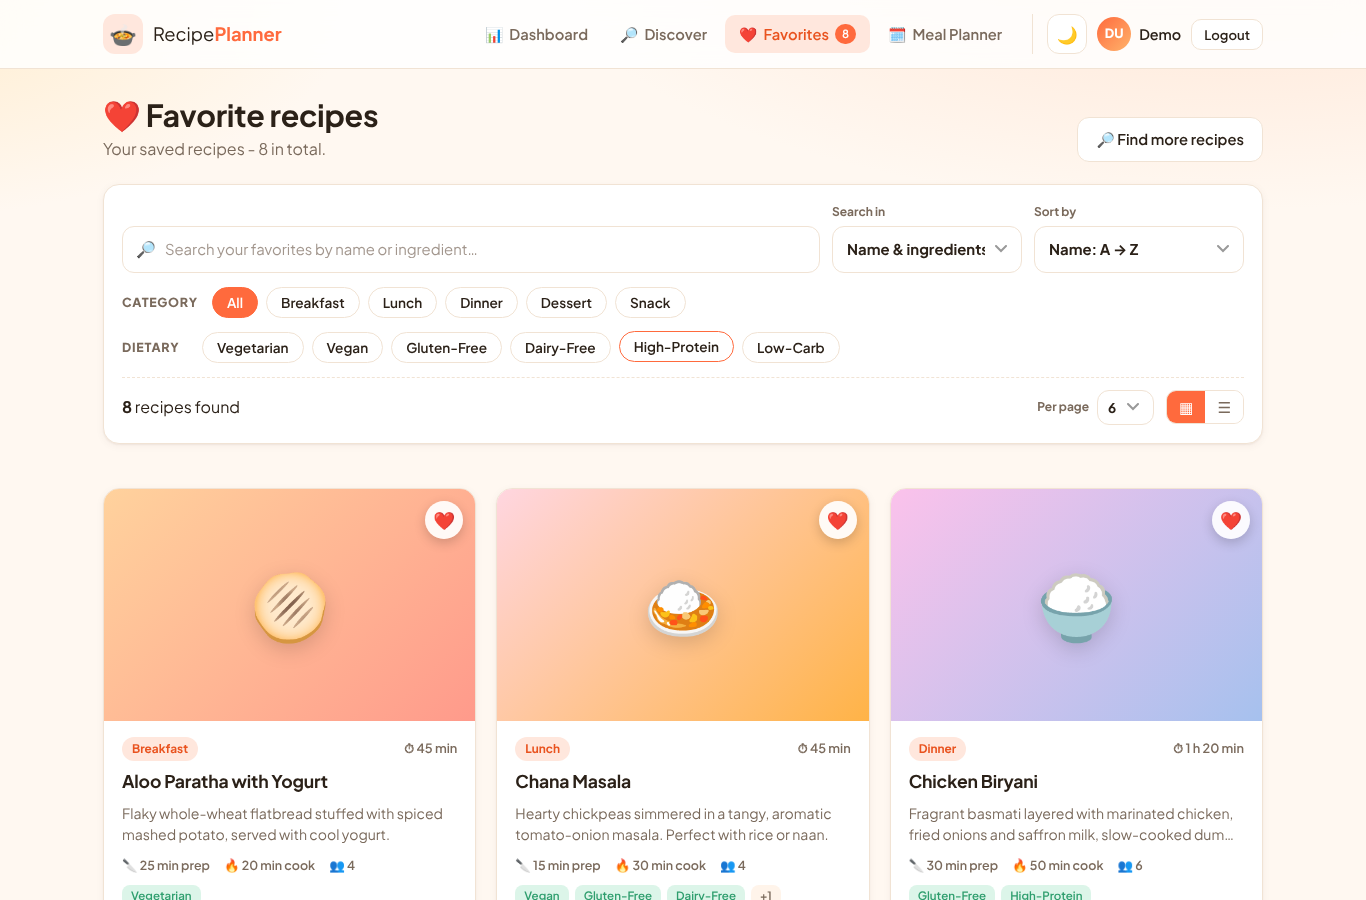 RecipePlanner
Dashboard
Discover
Favorites 8
Meal Planner
DU Demo
Logout
Favorite recipes
Your saved recipes - 8 in total.
Find more recipes
Search in
Sort by
Search your favorites by name or ingredient...
Name & ingredients
Name: A → Z
CATEGORY All Breakfast Lunch Dinner Dessert Snack
DIETARY Vegetarian Vegan Gluten-Free Dairy-Free High-Protein Low-Carb
8 recipes found
Per page 6
Breakfast 45 min
Aloo Paratha with Yogurt
Flaky whole-wheat flatbread stuffed with spiced
mashed potato, served with cool yogurt.
25 min prep 20 min cook 4
Vegetarian
Lunch 45 min
Chana Masala
Hearty chickpeas simmered in a tangy, aromatic
tomato-onion masala. Perfect with rice or naan.
15 min prep 30 min cook 4
Vegan Gluten-Free Dairy-Free +1
Dinner 1 h 20 min
Chicken Biryani
Fragrant basmati layered with marinated chicken,
fried onions and saffron milk, slow-cooked dum...
30 min prep 50 min cook 6
Gluten-Free High-Protein